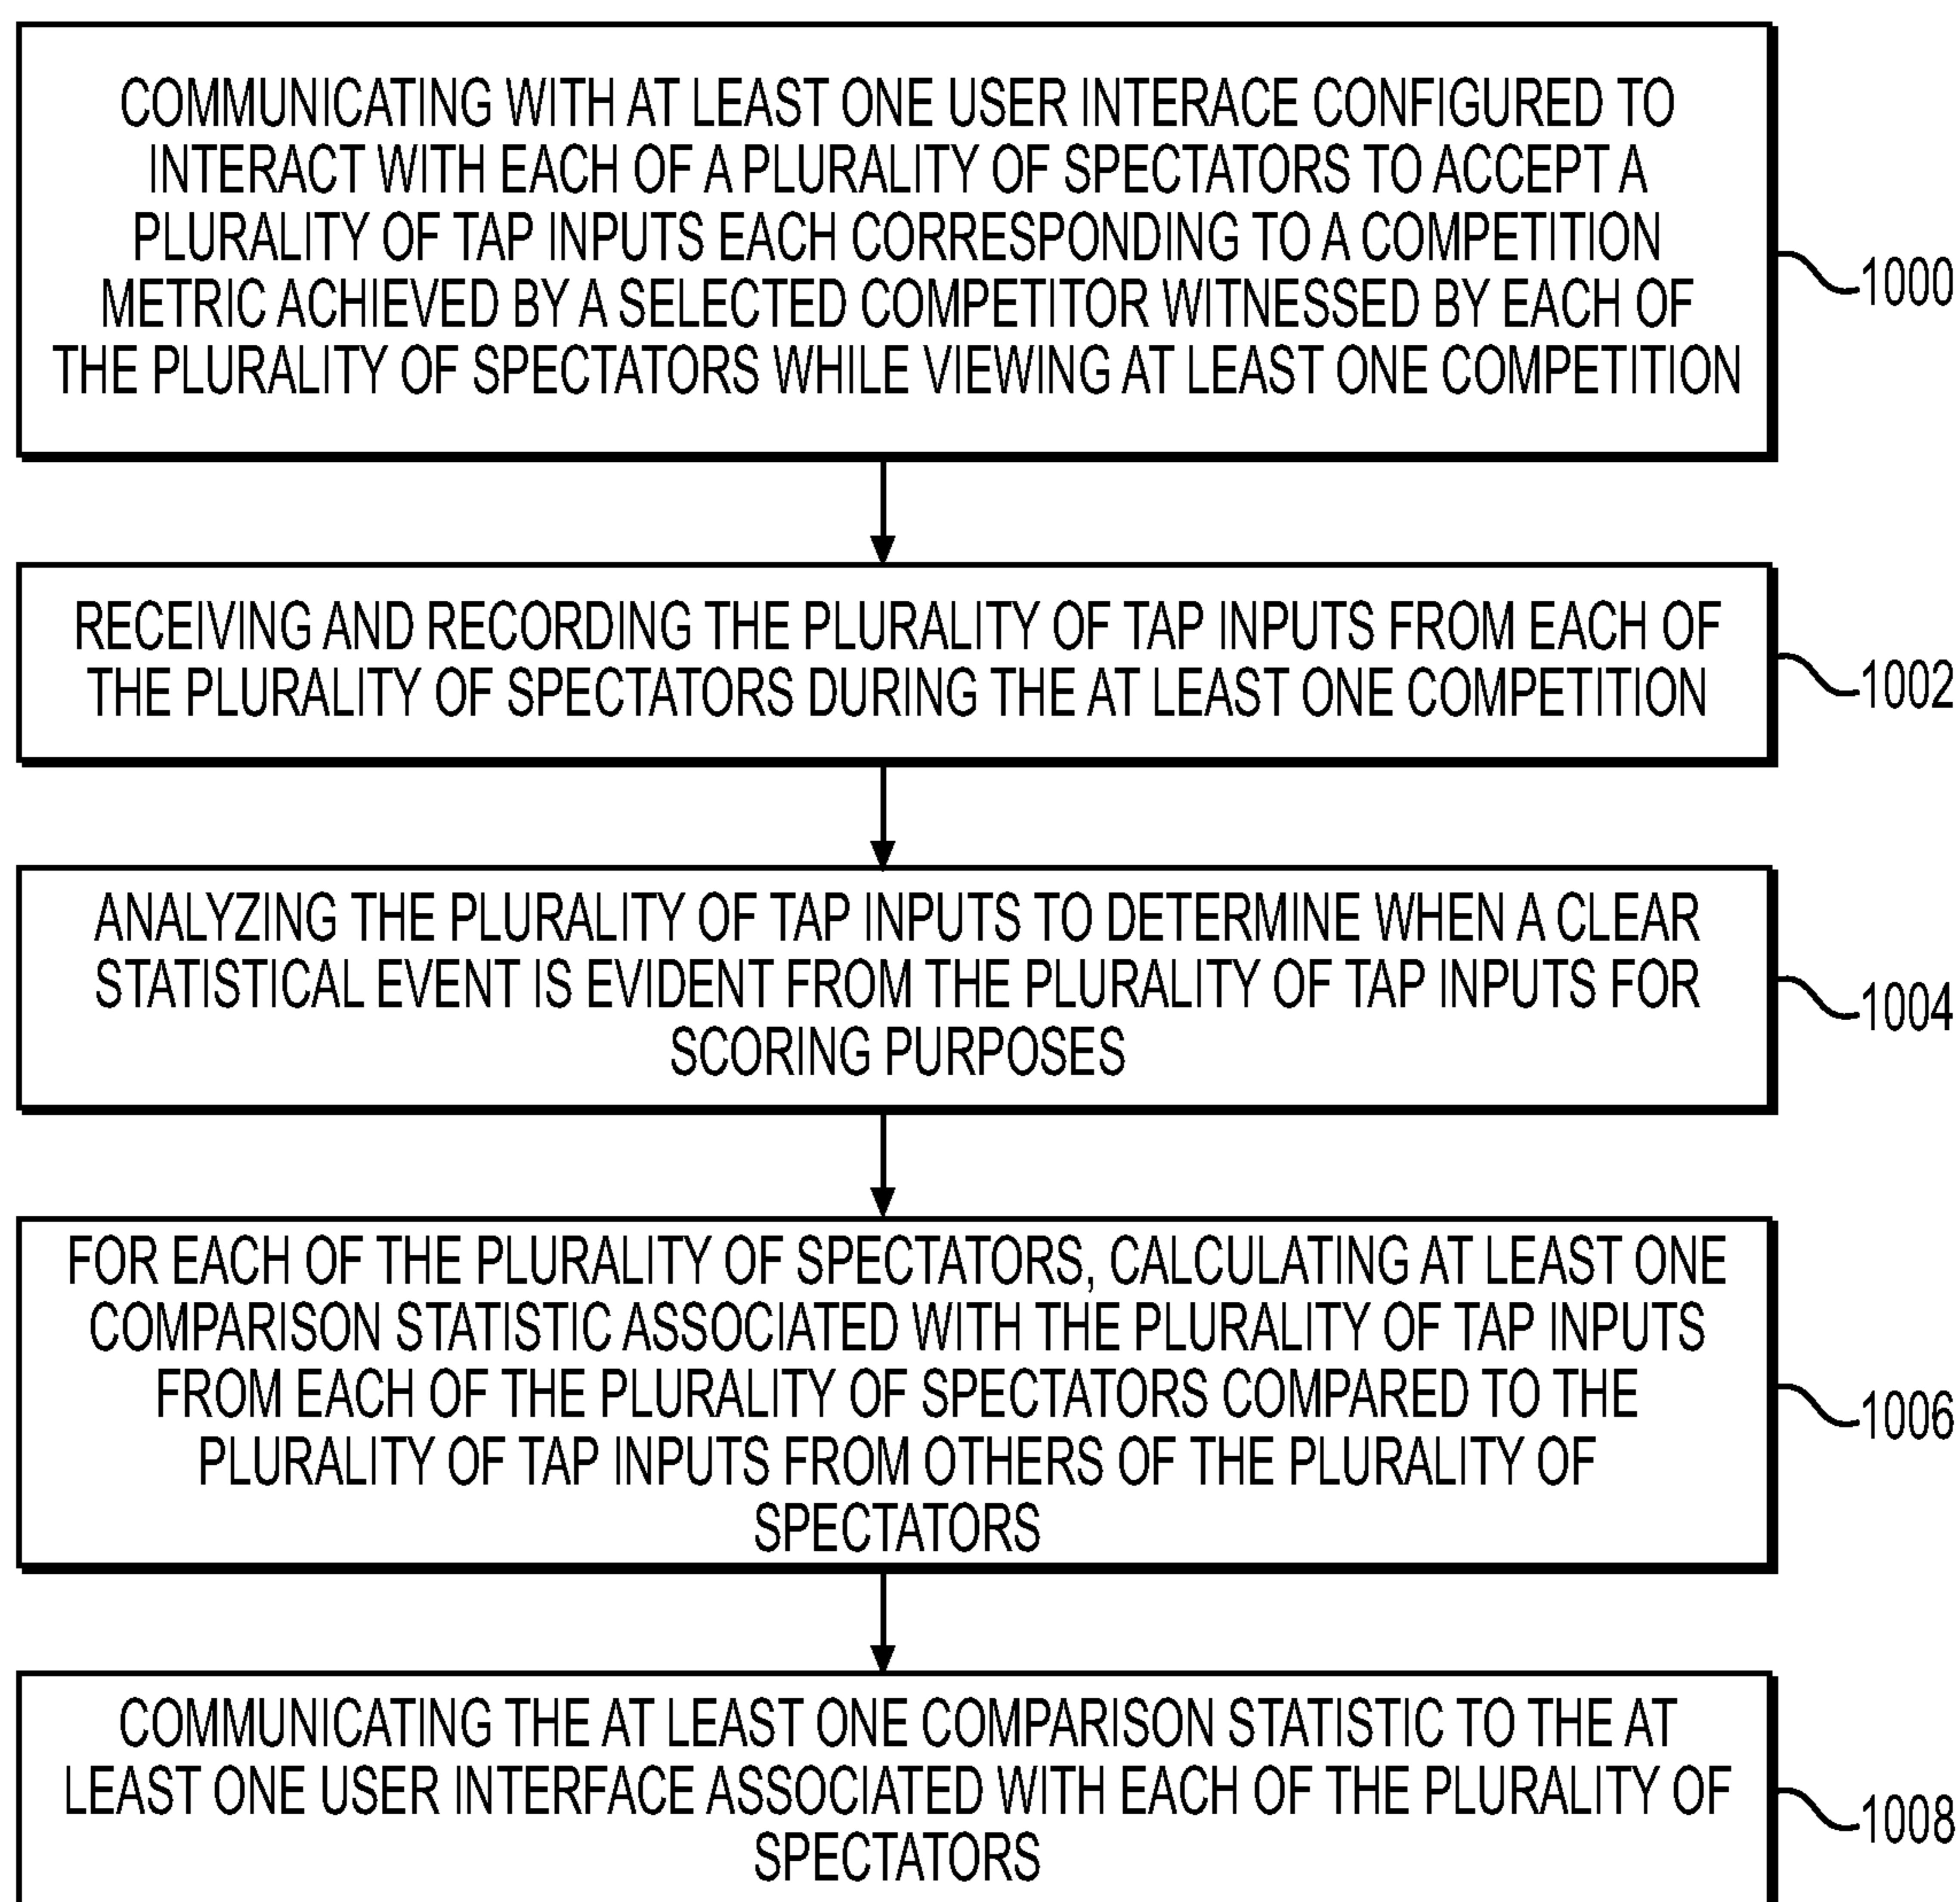 COMMUNICATING WITH AT LEAST ONE USER INTERACE CONFIGURED TO
INTERACT WITH EACH OF A PLURALITY OF SPECTATORS TO ACCEPT A
PLURALITY OF TAP INPUTS EACH CORRESPONDING TO A COMPETITION
METRIC ACHIEVED BY A SELECTED COMPETITOR WITNESSED BY EACH OF
THE PLURALITY OF SPECTATORS WHILE VIEWING AT LEAST ONE COMPETITION
1000
RECEIVING AND RECORDING THE PLURALITY OF TAP INPUTS FROM EACH OF
THE PLURALITY OF SPECTATORS DURING THE AT LEAST ONE COMPETITION
1002
ANALYZING THE PLURALITY OF TAP INPUTS TO DETERMINE WHEN A CLEAR
STATISTICAL EVENT IS EVIDENT FROM THE PLURALITY OF TAP INPUTS FOR
SCORING PURPOSES
1004
FOR EACH OF THE PLURALITY OF SPECTATORS, CALCULATING AT LEAST ONE
COMPARISON STATISTIC ASSOCIATED WITH THE PLURALITY OF TAP INPUTS
FROM EACH OF THE PLURALITY OF SPECTATORS COMPARED TO THE
PLURALITY OF TAP INPUTS FROM OTHERS OF THE PLURALITY OF
SPECTATORS
1006
COMMUNICATING THE AT LEAST ONE COMPARISON STATISTIC TO THE AT
LEAST ONE USER INTERFACE ASSOCIATED WITH EACH OF THE PLURALITY OF
SPECTATORS
1008